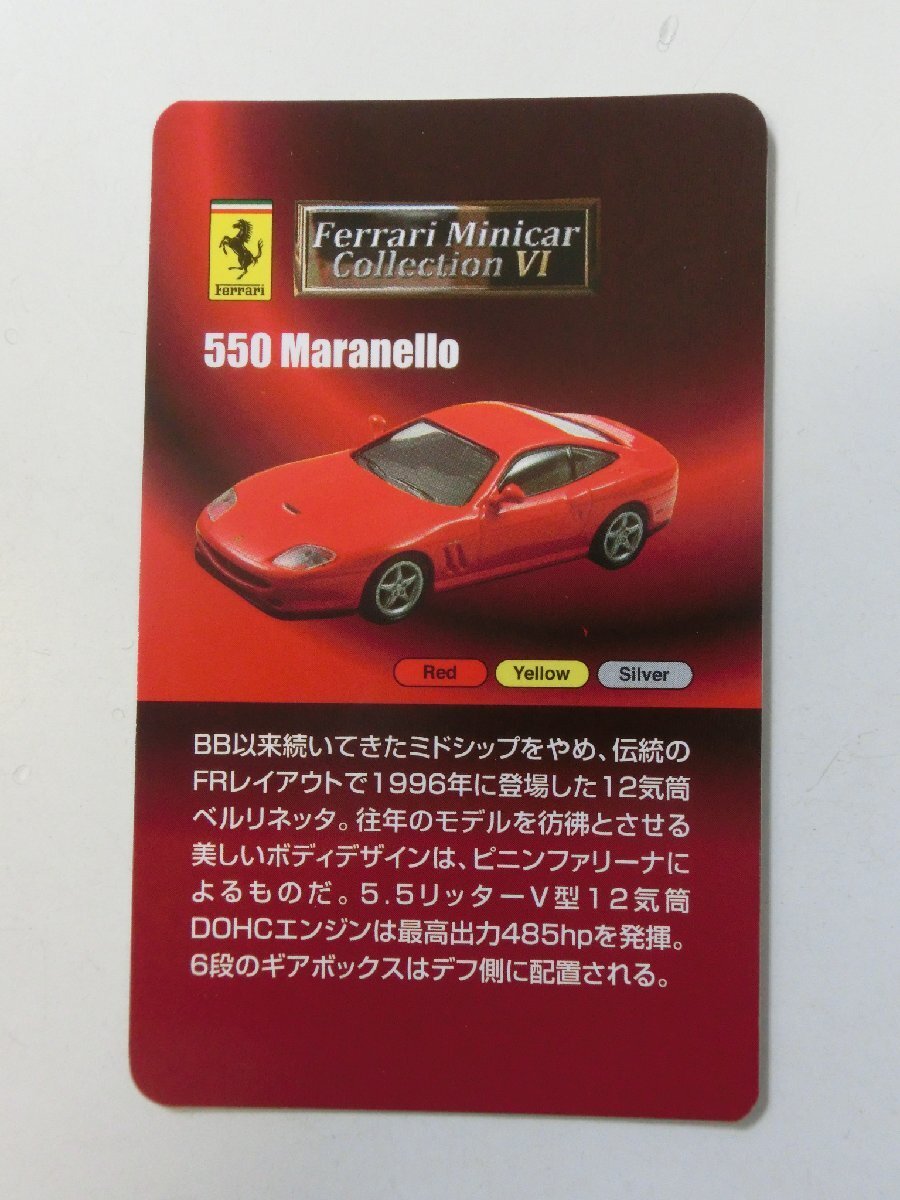 Ferrari
Ferrari Minicar
Collection VI
550 Maranello
Red
Yellow
Silver
BB以来続いてきたミドシップをやめ、伝統の
FRレイアウトで1996年に登場した12気筒
ベルリネッタ。往年のモデルを彷彿とさせる
美しいボディデザインは、ピニンファリーナに
よるものだ。5.5リッターV型12気筒
DOHCエンジンは最高出力485hpを発揮。
6段のギアボックスはデフ側に配置される。